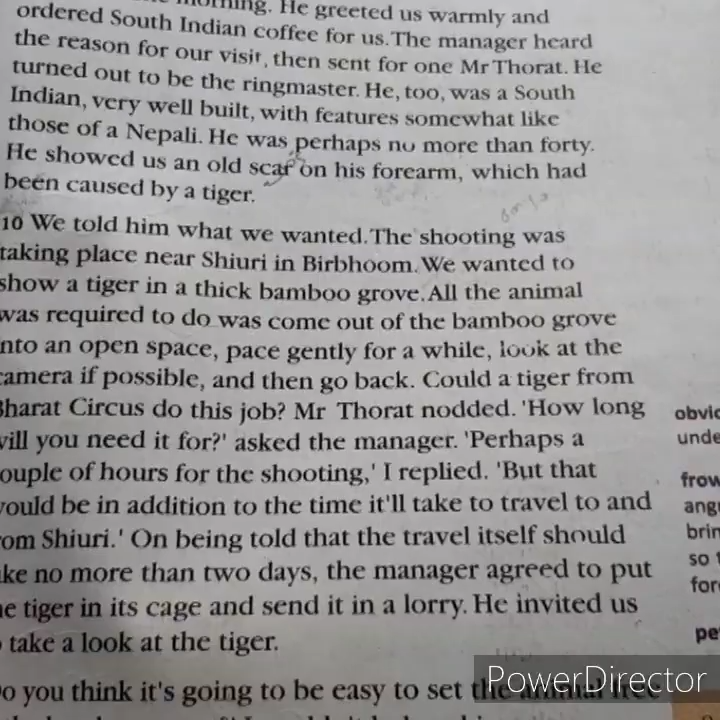 morning. He greeted us warmly and
ordered South Indian coffee for us. The manager heard
the reason for our visit, then sent for one Mr Thorat. He
turned out to be the ringmaster. He, too, was a South
Indian, very well built, with features somewhat like
those of a Nepali. He was perhaps no more than forty.
He showed us an old scar on his forearm, which had
been caused by a tiger.
10 We told him what we wanted. The shooting was
taking place near Shiuri in Birbhoom. We wanted to
show a tiger in a thick bamboo grove. All the animal
was required to do was come out of the bamboo grove
nto an open space, pace gently for a while, look at the
camera if possible, and then go back. Could a tiger from
Bharat Circus do this job? Mr Thorat nodded. 'How long
will you need it for?' asked the manager. 'Perhaps a
ouple of hours for the shooting,' I replied. 'But that
ould be in addition to the time it'll take to travel to and
om Shiuri.' On being told that the travel itself should
ke no more than two days, the manager agreed to put
e tiger in its cage and send it in a lorry. He invited us
take a look at the tiger.
o you think it's going to be easy to set the animal free
obvio
unde
frow
ang
brin
so
for
pe
PowerDirector